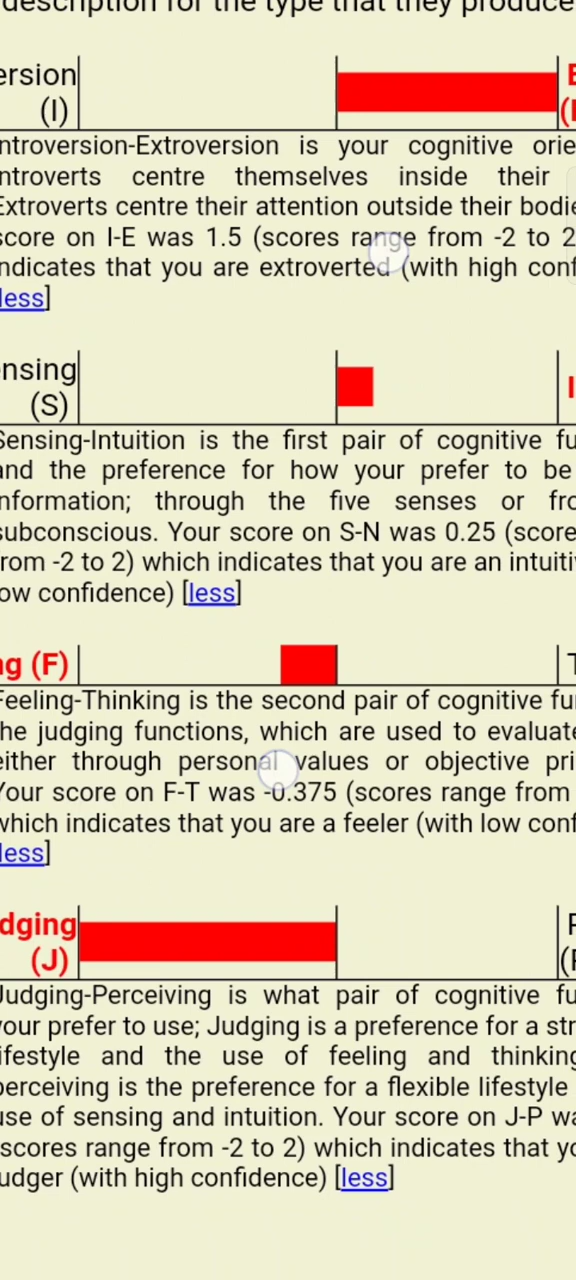 description for the type that they produce
ersion
(I)
ntroversion-Extroversion is your cognitive orie
ntroverts centre themselves inside their
Extroverts centre their attention outside their bodie
score on I-E was 1.5 (scores range from -2 to 2
ndicates that you are extroverted (with high conf
less]
ensing
(S)
Sensing-Intuition is the first pair of cognitive fu
and the preference for how your prefer to be
nformation; through the five senses or fro
subconscious. Your score on S-N was 0.25 (score
rom -2 to 2) which indicates that you are an intuiti
ow confidence) [less]
ng (F)
Feeling-Thinking is the second pair of cognitive fu
he judging functions, which are used to evaluate
either through personal values or objective pri
Your score on F-T was -0.375 (scores range from
which indicates that you are a feeler (with low conf
less]
dging
(J)
Judging-Perceiving is what pair of cognitive fu
your prefer to use; Judging is a preference for a str
ifestyle and the use of feeling and thinking
perceiving is the preference for a flexible lifestyle
use of sensing and intuition. Your score on J-P wa
scores range from -2 to 2) which indicates that yo
udger (with high confidence) [less]